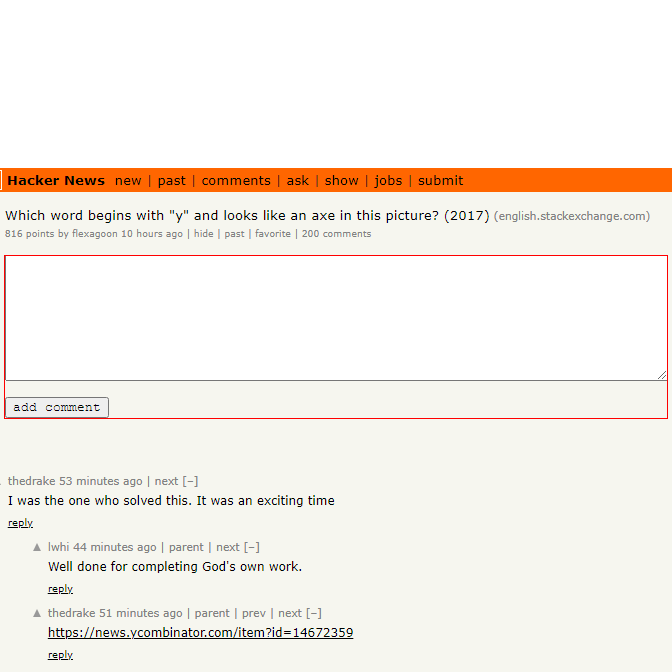 Hacker News new | past | comments | ask | show | jobs | submit
Which word begins with "y" and looks like an axe in this picture? (2017) (english.stackexchange.com)
816 points by flexagoon 10 hours ago | hide | past | favorite | 200 comments
add comment
thedrake 53 minutes ago | next [–]
I was the one who solved this. It was an exciting time
reply
▲ lwhi 44 minutes ago | parent | next [–]
Well done for completing God's own work.
reply
▲ thedrake 51 minutes ago | parent | prev | next [–]
https://news.ycombinator.com/item?id=14672359
reply